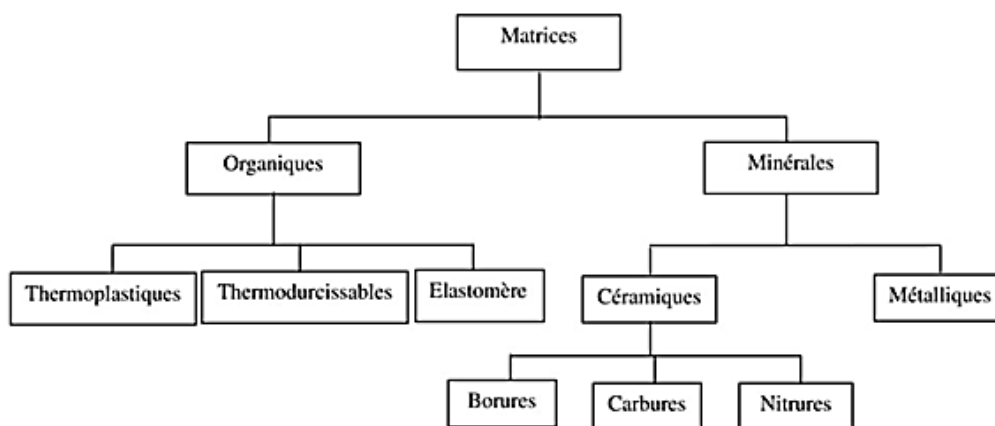 Matrices
Organiques
Minérales
Thermoplastiques
Thermodurcissables
Elastomère
Céramiques
Métalliques
Borures
Carbures
Nitrures